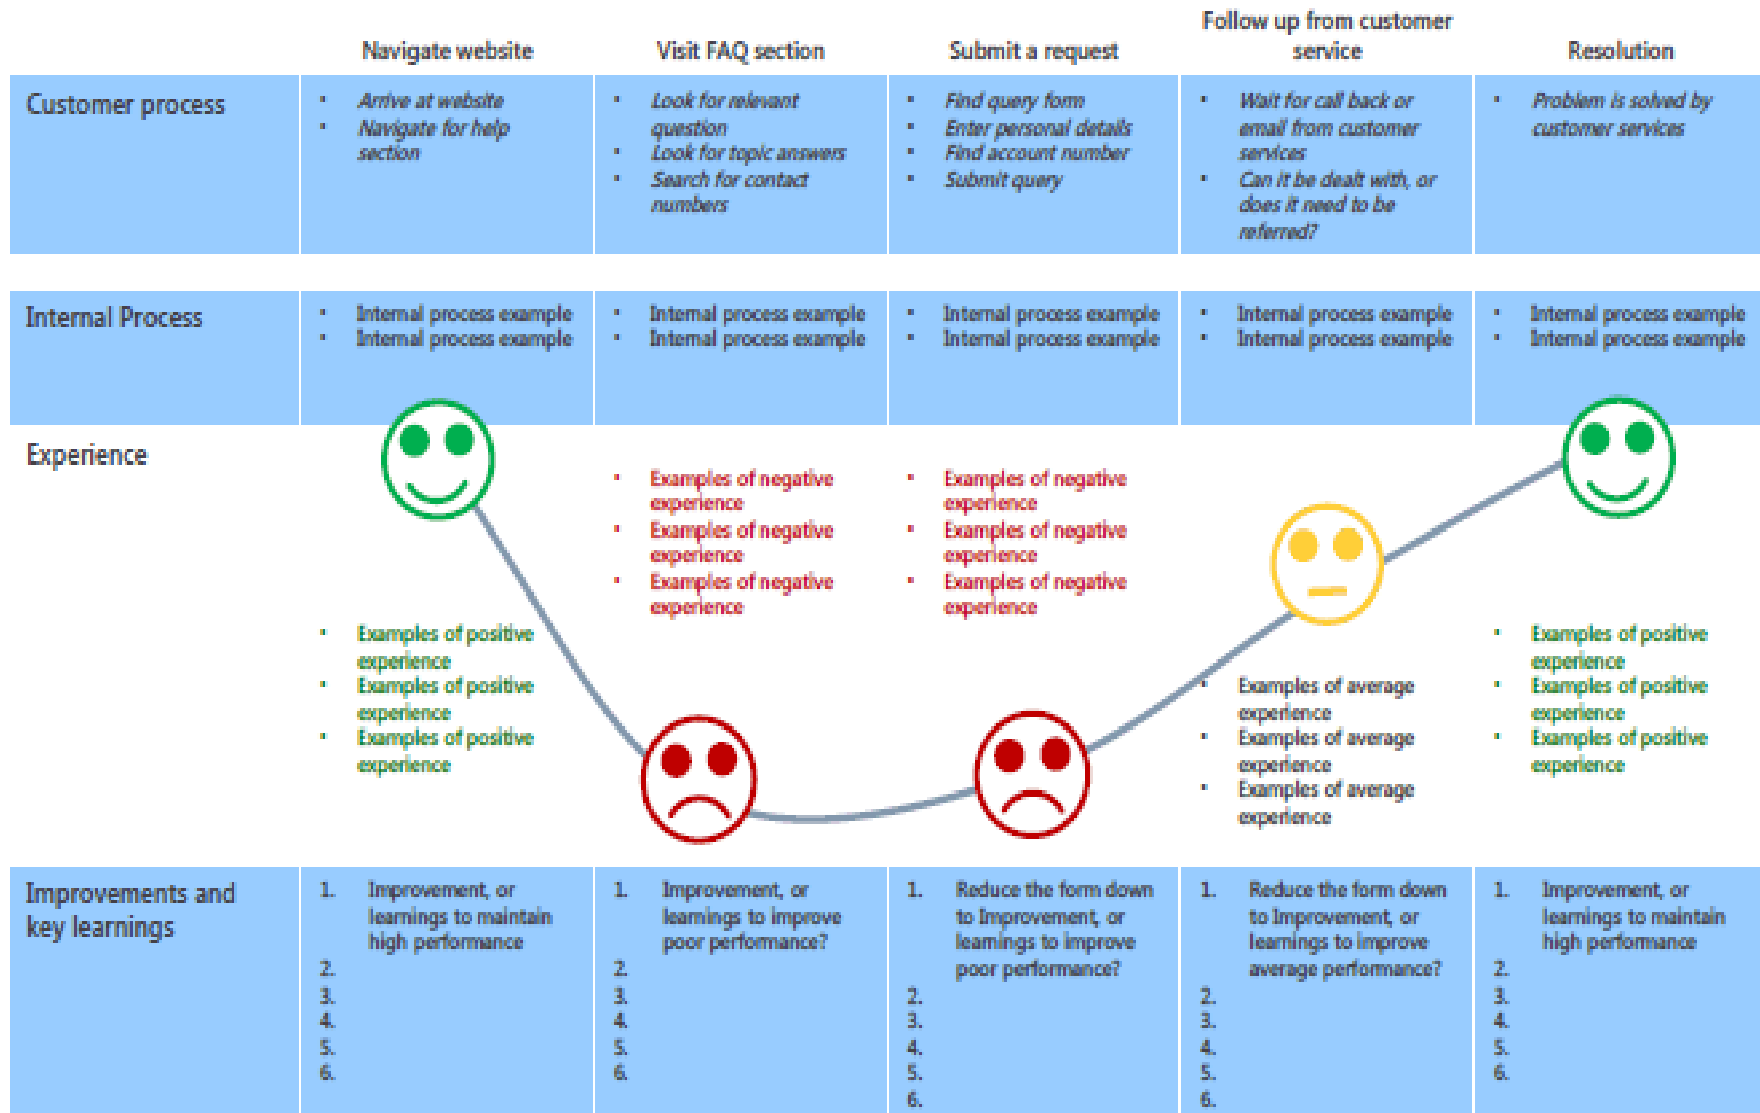 Navigate website
Visit FAQ section
Submit a request
Follow up from customer
service
Resolution
Customer process
• Arrive at website
• Navigate for help
section
• Look for relevant
question
• Look for topic answers
• Search for contact
numbers
• Find query form
• Enter personal details
• Find account number
• Submit query
• Wait for call back or
email from customer
services
• Can it be dealt with, or
does it need to be
referred?
• Problem is solved by
customer services
Internal Process
• Internal process example
• Internal process example
• Internal process example
• Internal process example
• Internal process example
• Internal process example
• Internal process example
• Internal process example
• Internal process example
• Internal process example
Experience
• Examples of positive
experience
• Examples of positive
experience
• Examples of positive
experience
• Examples of negative
experience
• Examples of negative
experience
• Examples of negative
experience
• Examples of negative
experience
• Examples of negative
experience
• Examples of negative
experience
• Examples of average
experience
• Examples of average
experience
• Examples of average
experience
• Examples of positive
experience
• Examples of positive
experience
• Examples of positive
experience
Improvements and
key learnings
1. Improvement, or
learnings to maintain
high performance
2.
3.
4.
5.
6.
1. Improvement, or
learnings to improve
poor performance?
2.
3.
4.
5.
6.
1. Reduce the form down
to Improvement, or
learnings to improve
poor performance?
2.
3.
4.
5.
6.
1. Reduce the form down
to Improvement, or
learnings to improve
average performance?
2.
3.
4.
5.
6.
1. Improvement, or
learnings to maintain
high performance
2.
3.
4.
5.
6.